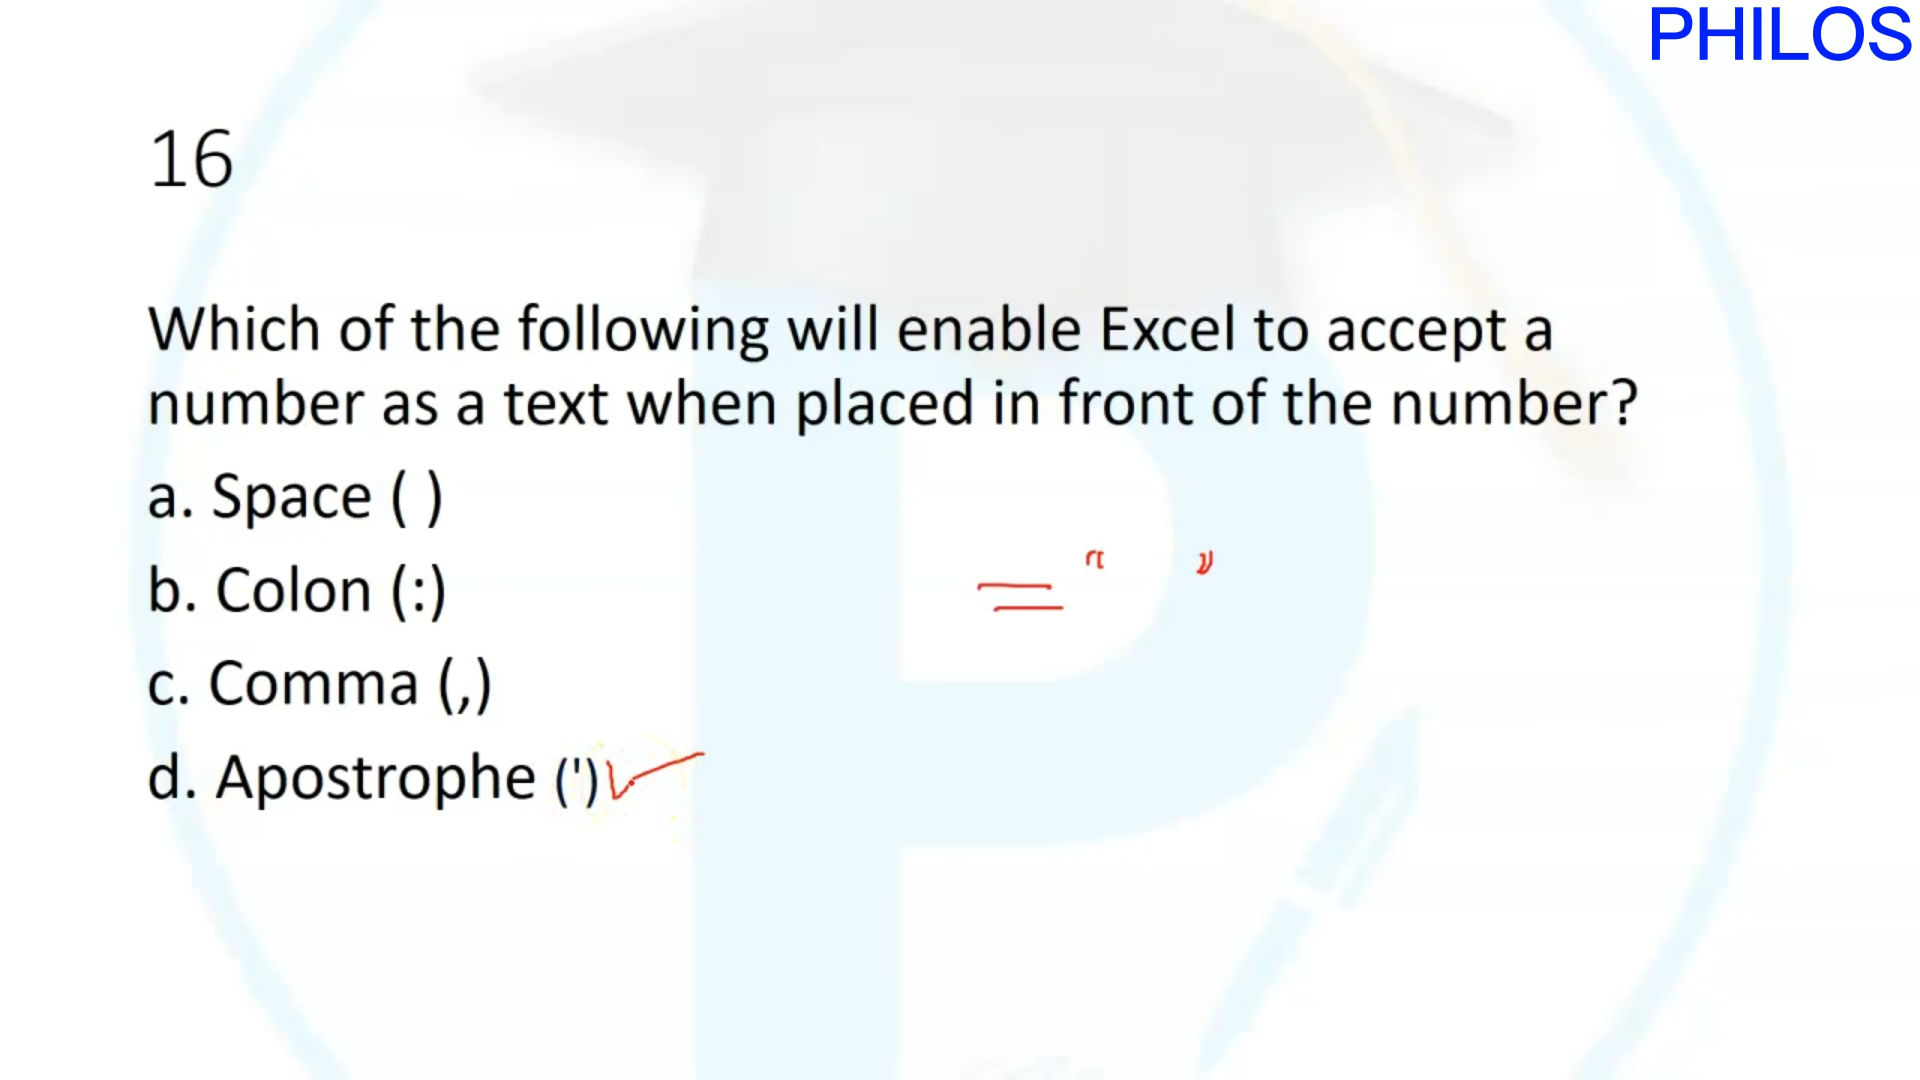 PHILOS
16
Which of the following will enable Excel to accept a
number as a text when placed in front of the number?
a. Space ( )
b. Colon (:)
= "  "
c. Comma (,)
d. Apostrophe (')